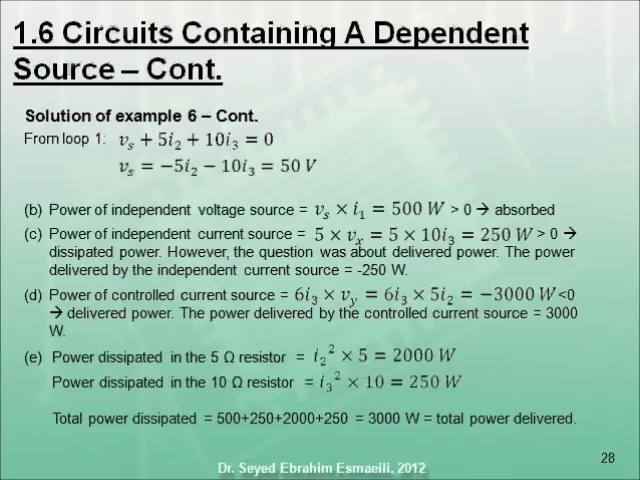 1.6 Circuits Containing A Dependent
Source – Cont.
Solution of example 6 – Cont.
From loop 1: 𝑣ₛ + 5𝑖₂ + 10𝑖₃ = 0
𝑣ₛ = −5𝑖₂ − 10𝑖₃ = 50 𝑉
(b) Power of independent voltage source = 𝑣ₛ × 𝑖₁ = 500 𝑊 > 0 → absorbed
(c) Power of independent current source = 5 × 𝑣ₓ = 5 × 10𝑖₃ = 250 𝑊 > 0 →
dissipated power. However, the question was about delivered power. The power
delivered by the independent current source = -250 W.
(d) Power of controlled current source = 6𝑖₃ × 𝑣_y = 6𝑖₃ × 5𝑖₂ = −3000 𝑊 <0
→ delivered power. The power delivered by the controlled current source = 3000
W.
(e) Power dissipated in the 5 Ω resistor = 𝑖₂² × 5 = 2000 𝑊
Power dissipated in the 10 Ω resistor = 𝑖₃² × 10 = 250 𝑊
Total power dissipated = 500+250+2000+250 = 3000 W = total power delivered.
28
Dr. Seyed Ebrahim Esmaeili, 2012